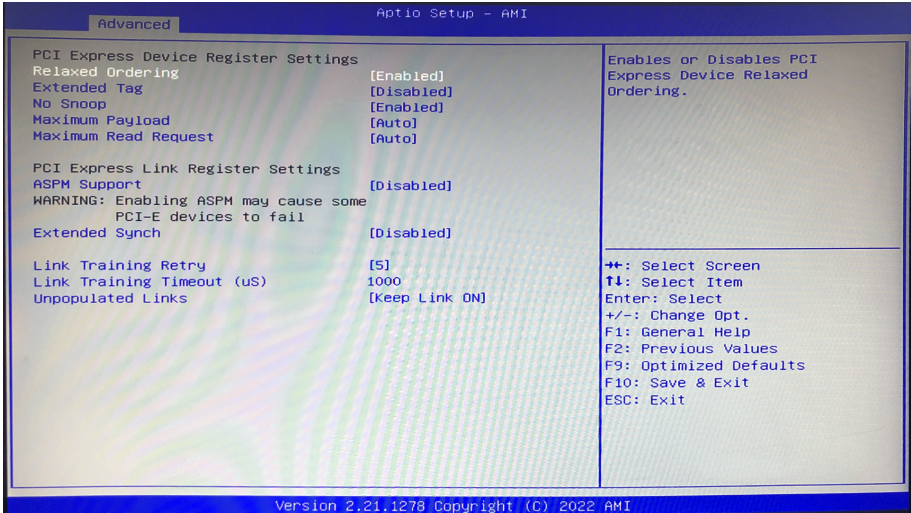 Aptio Setup - AMI
Advanced
PCI Express Device Register Settings
Relaxed Ordering [Enabled]
Extended Tag [Disabled]
No Snoop [Enabled]
Maximum Payload [Auto]
Maximum Read Request [Auto]
PCI Express Link Register Settings
ASPM Support [Disabled]
WARNING: Enabling ASPM may cause some
PCI-E devices to fail
Extended Synch [Disabled]
Link Training Retry [5]
Link Training Timeout (uS) 1000
Unpopulated Links [Keep Link ON]
Enables or Disables PCI
Express Device Relaxed
Ordering.
→←: Select Screen
↑↓: Select Item
Enter: Select
+/-: Change Opt.
F1: General Help
F2: Previous Values
F9: Optimized Defaults
F10: Save & Exit
ESC: Exit
Version 2.21.1278 Copyright (C) 2022 AMI